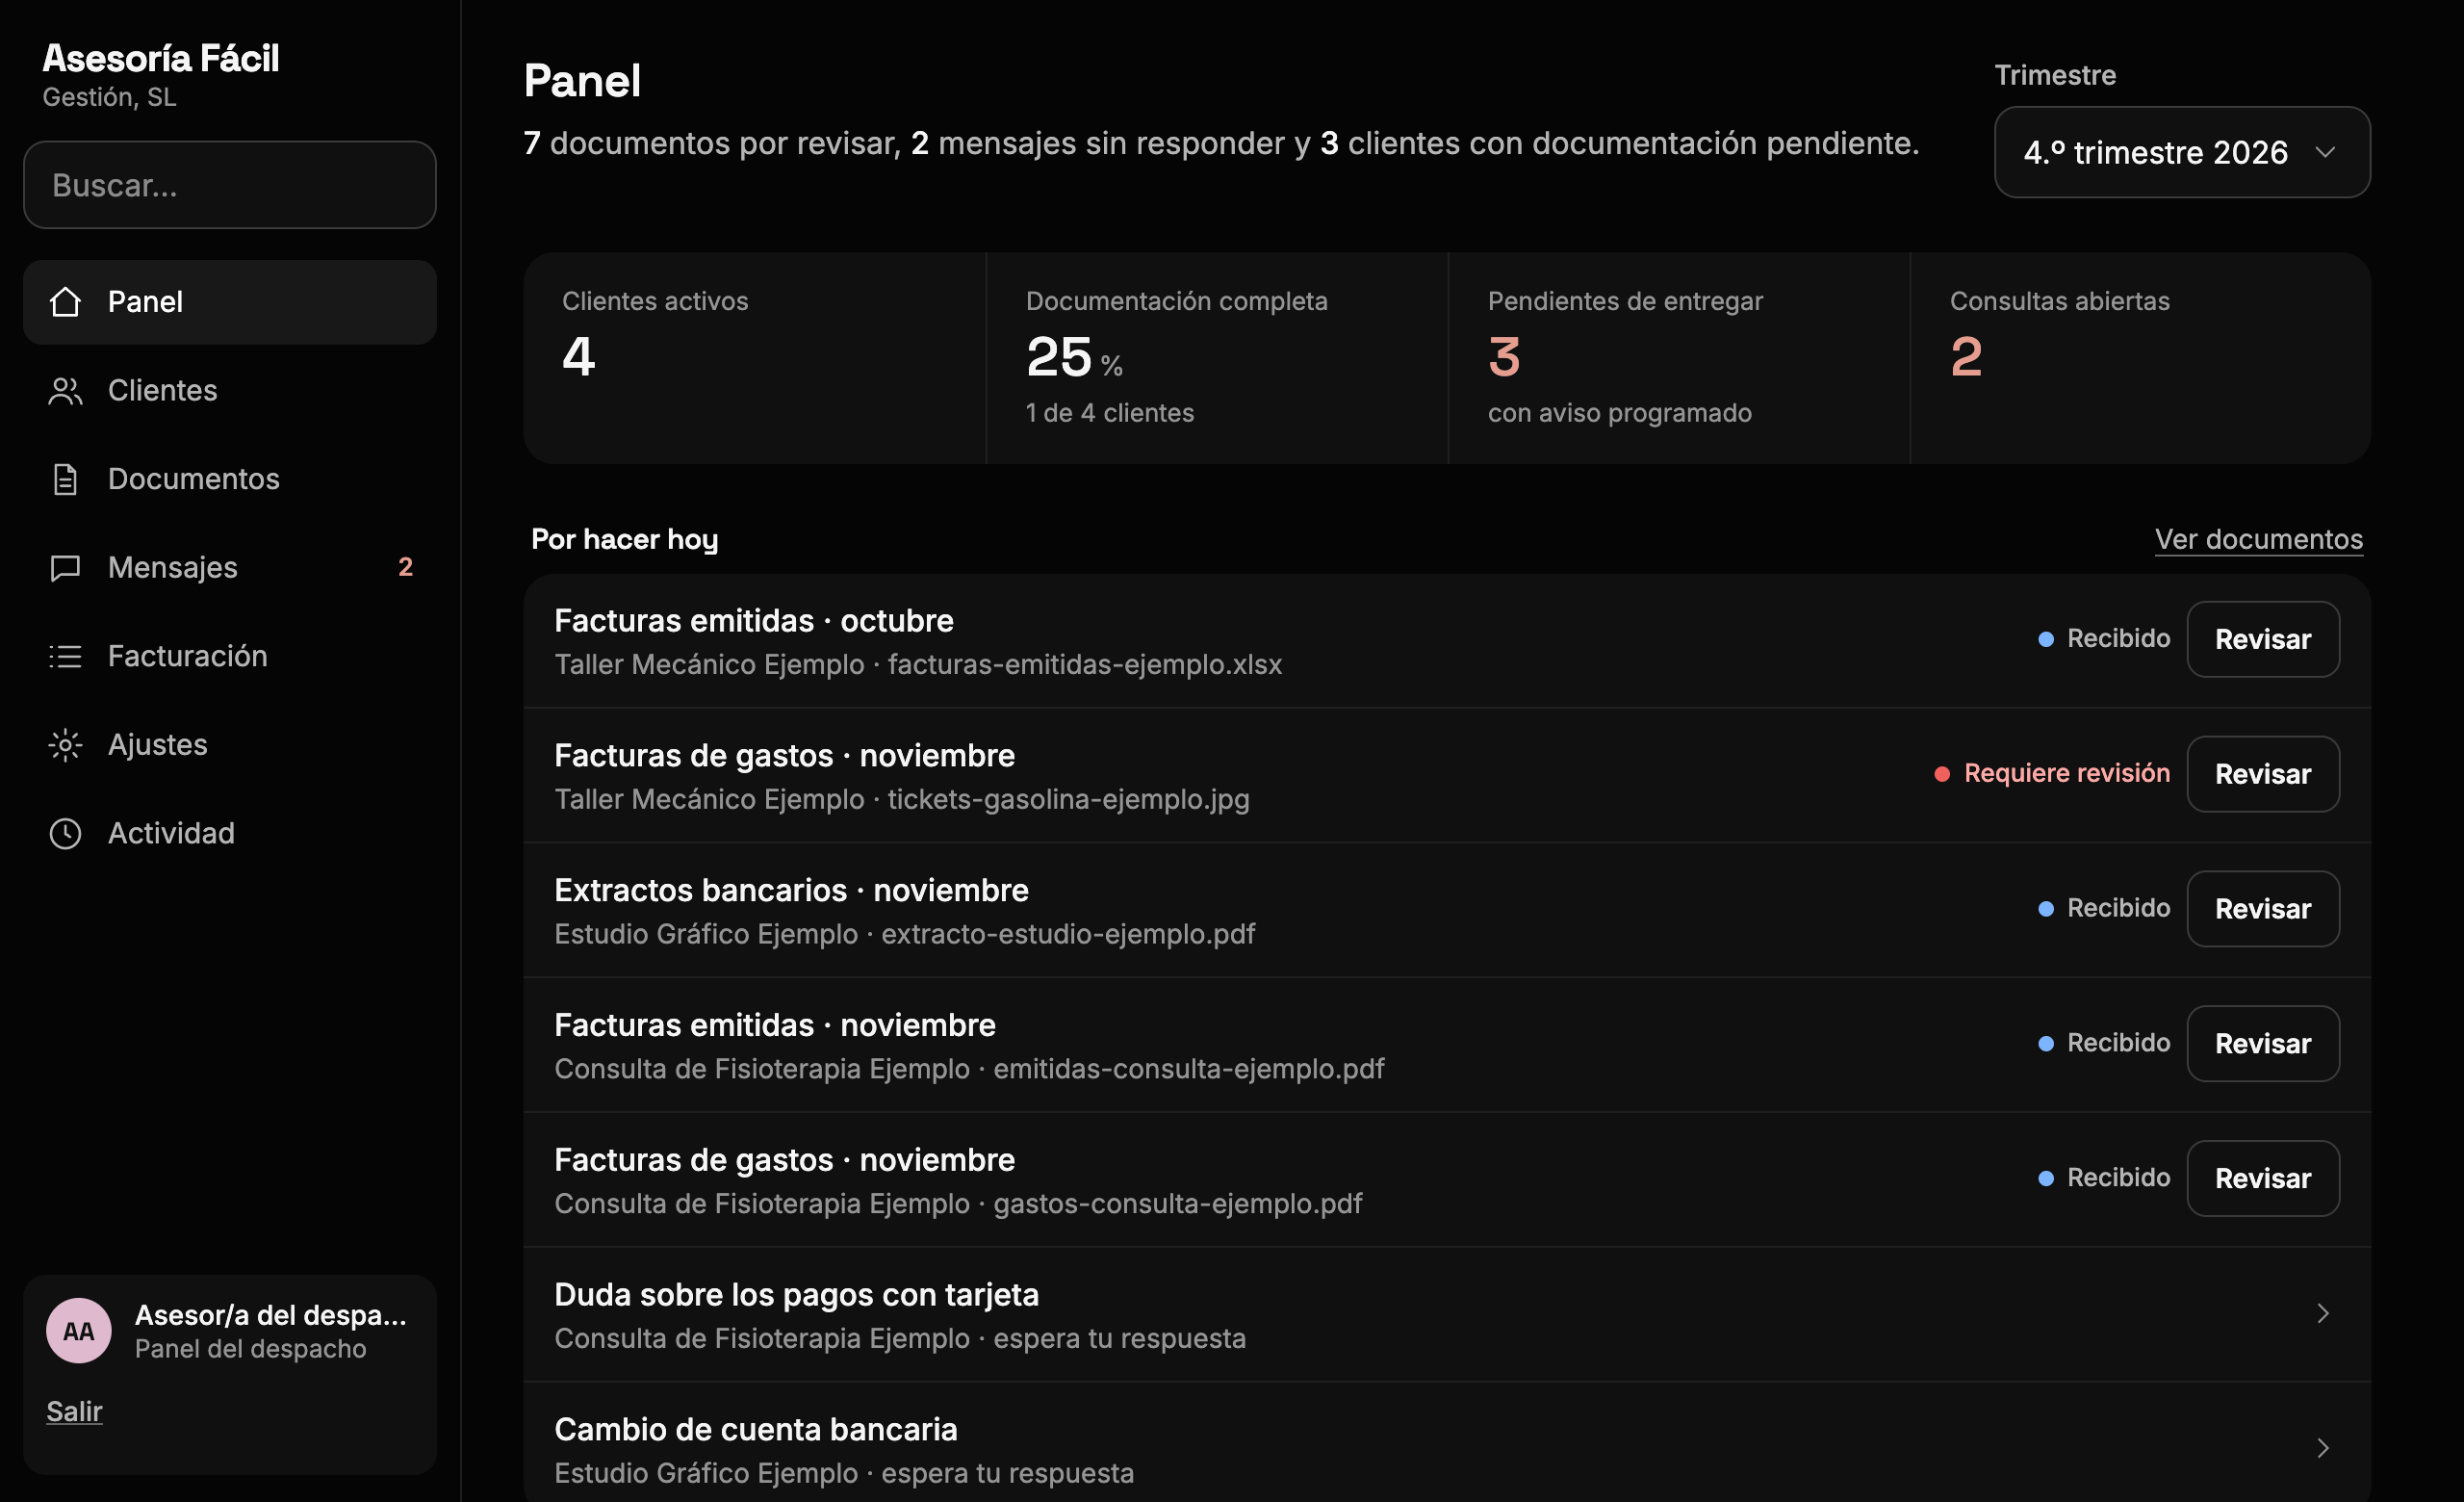 Asesoría Fácil
Gestión, SL
Buscar...
Panel
Clientes
Documentos
Mensajes 2
Facturación
Ajustes
Actividad
AA
Asesor/a del despa...
Panel del despacho
Salir
Panel
7 documentos por revisar, 2 mensajes sin responder y 3 clientes con documentación pendiente.
Trimestre
4.º trimestre 2026
Clientes activos
4
Documentación completa
25 %
1 de 4 clientes
Pendientes de entregar
3
con aviso programado
Consultas abiertas
2
Por hacer hoy
Ver documentos
Facturas emitidas · octubre
Taller Mecánico Ejemplo · facturas-emitidas-ejemplo.xlsx
Recibido
Revisar
Facturas de gastos · noviembre
Taller Mecánico Ejemplo · tickets-gasolina-ejemplo.jpg
Requiere revisión
Revisar
Extractos bancarios · noviembre
Estudio Gráfico Ejemplo · extracto-estudio-ejemplo.pdf
Recibido
Revisar
Facturas emitidas · noviembre
Consulta de Fisioterapia Ejemplo · emitidas-consulta-ejemplo.pdf
Recibido
Revisar
Facturas de gastos · noviembre
Consulta de Fisioterapia Ejemplo · gastos-consulta-ejemplo.pdf
Recibido
Revisar
Duda sobre los pagos con tarjeta
Consulta de Fisioterapia Ejemplo · espera tu respuesta
Cambio de cuenta bancaria
Estudio Gráfico Ejemplo · espera tu respuesta